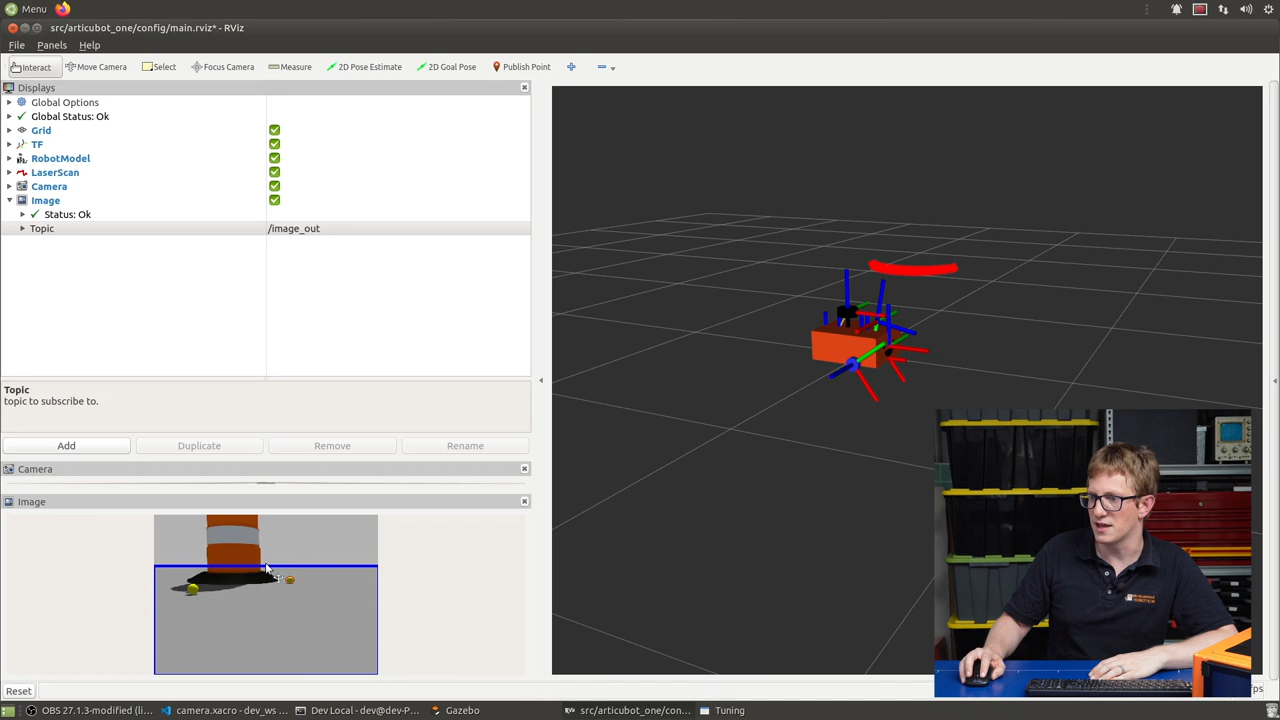 Menu
src/articubot_one/config/main.rviz* - RViz
File Panels Help
Interact Move Camera Select Focus Camera Measure 2D Pose Estimate 2D Goal Pose Publish Point
Displays
Global Options
Global Status: Ok
Grid
TF
RobotModel
LaserScan
Camera
Image
Status: Ok
Topic /image_out
Topic
topic to subscribe to.
Add Duplicate Remove Rename
Camera
Image
Reset
OBS 27.1.3-modified (li... camera.xacro - dev_ws ... Dev Local - dev@dev-P... Gazebo src/articubot_one/con... Tuning